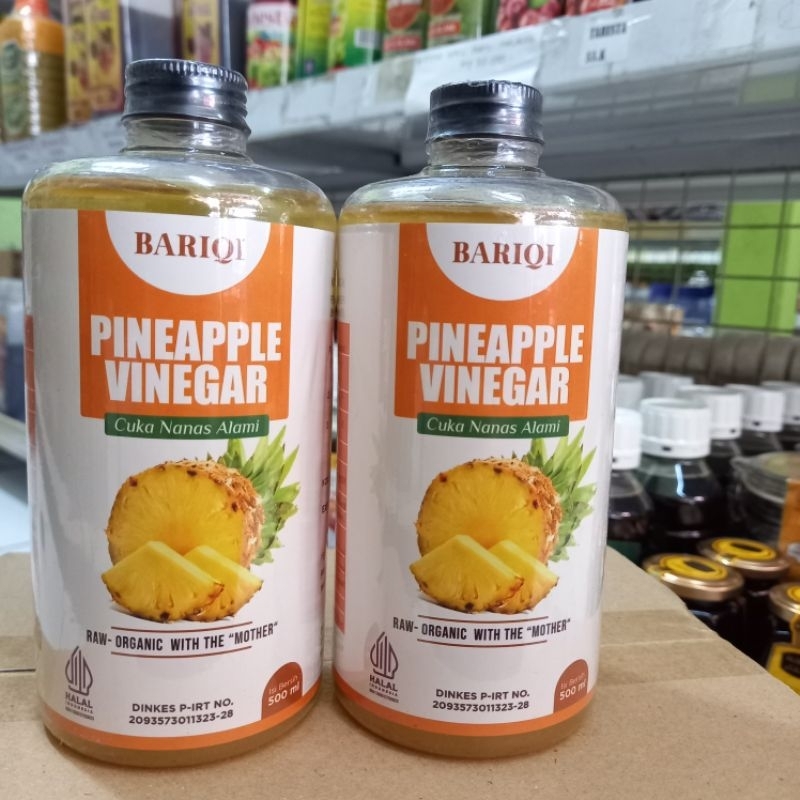 BARIQI
PINEAPPLE
VINEGAR
Cuka Nanas Alami
RAW- ORGANIC WITH THE "MOTHER"
HALAL
INDONESIA
DINKES P-IRT NO.
2093573011323-28
Isi Bersih
500 ml
BARIQI
PINEAPPLE
VINEGAR
Cuka Nanas Alami
RAW- ORGANIC WITH THE "MOTHER"
HALAL
INDONESIA
DINKES P-IRT NO.
2093573011323-28
Isi Bersih
500 ml